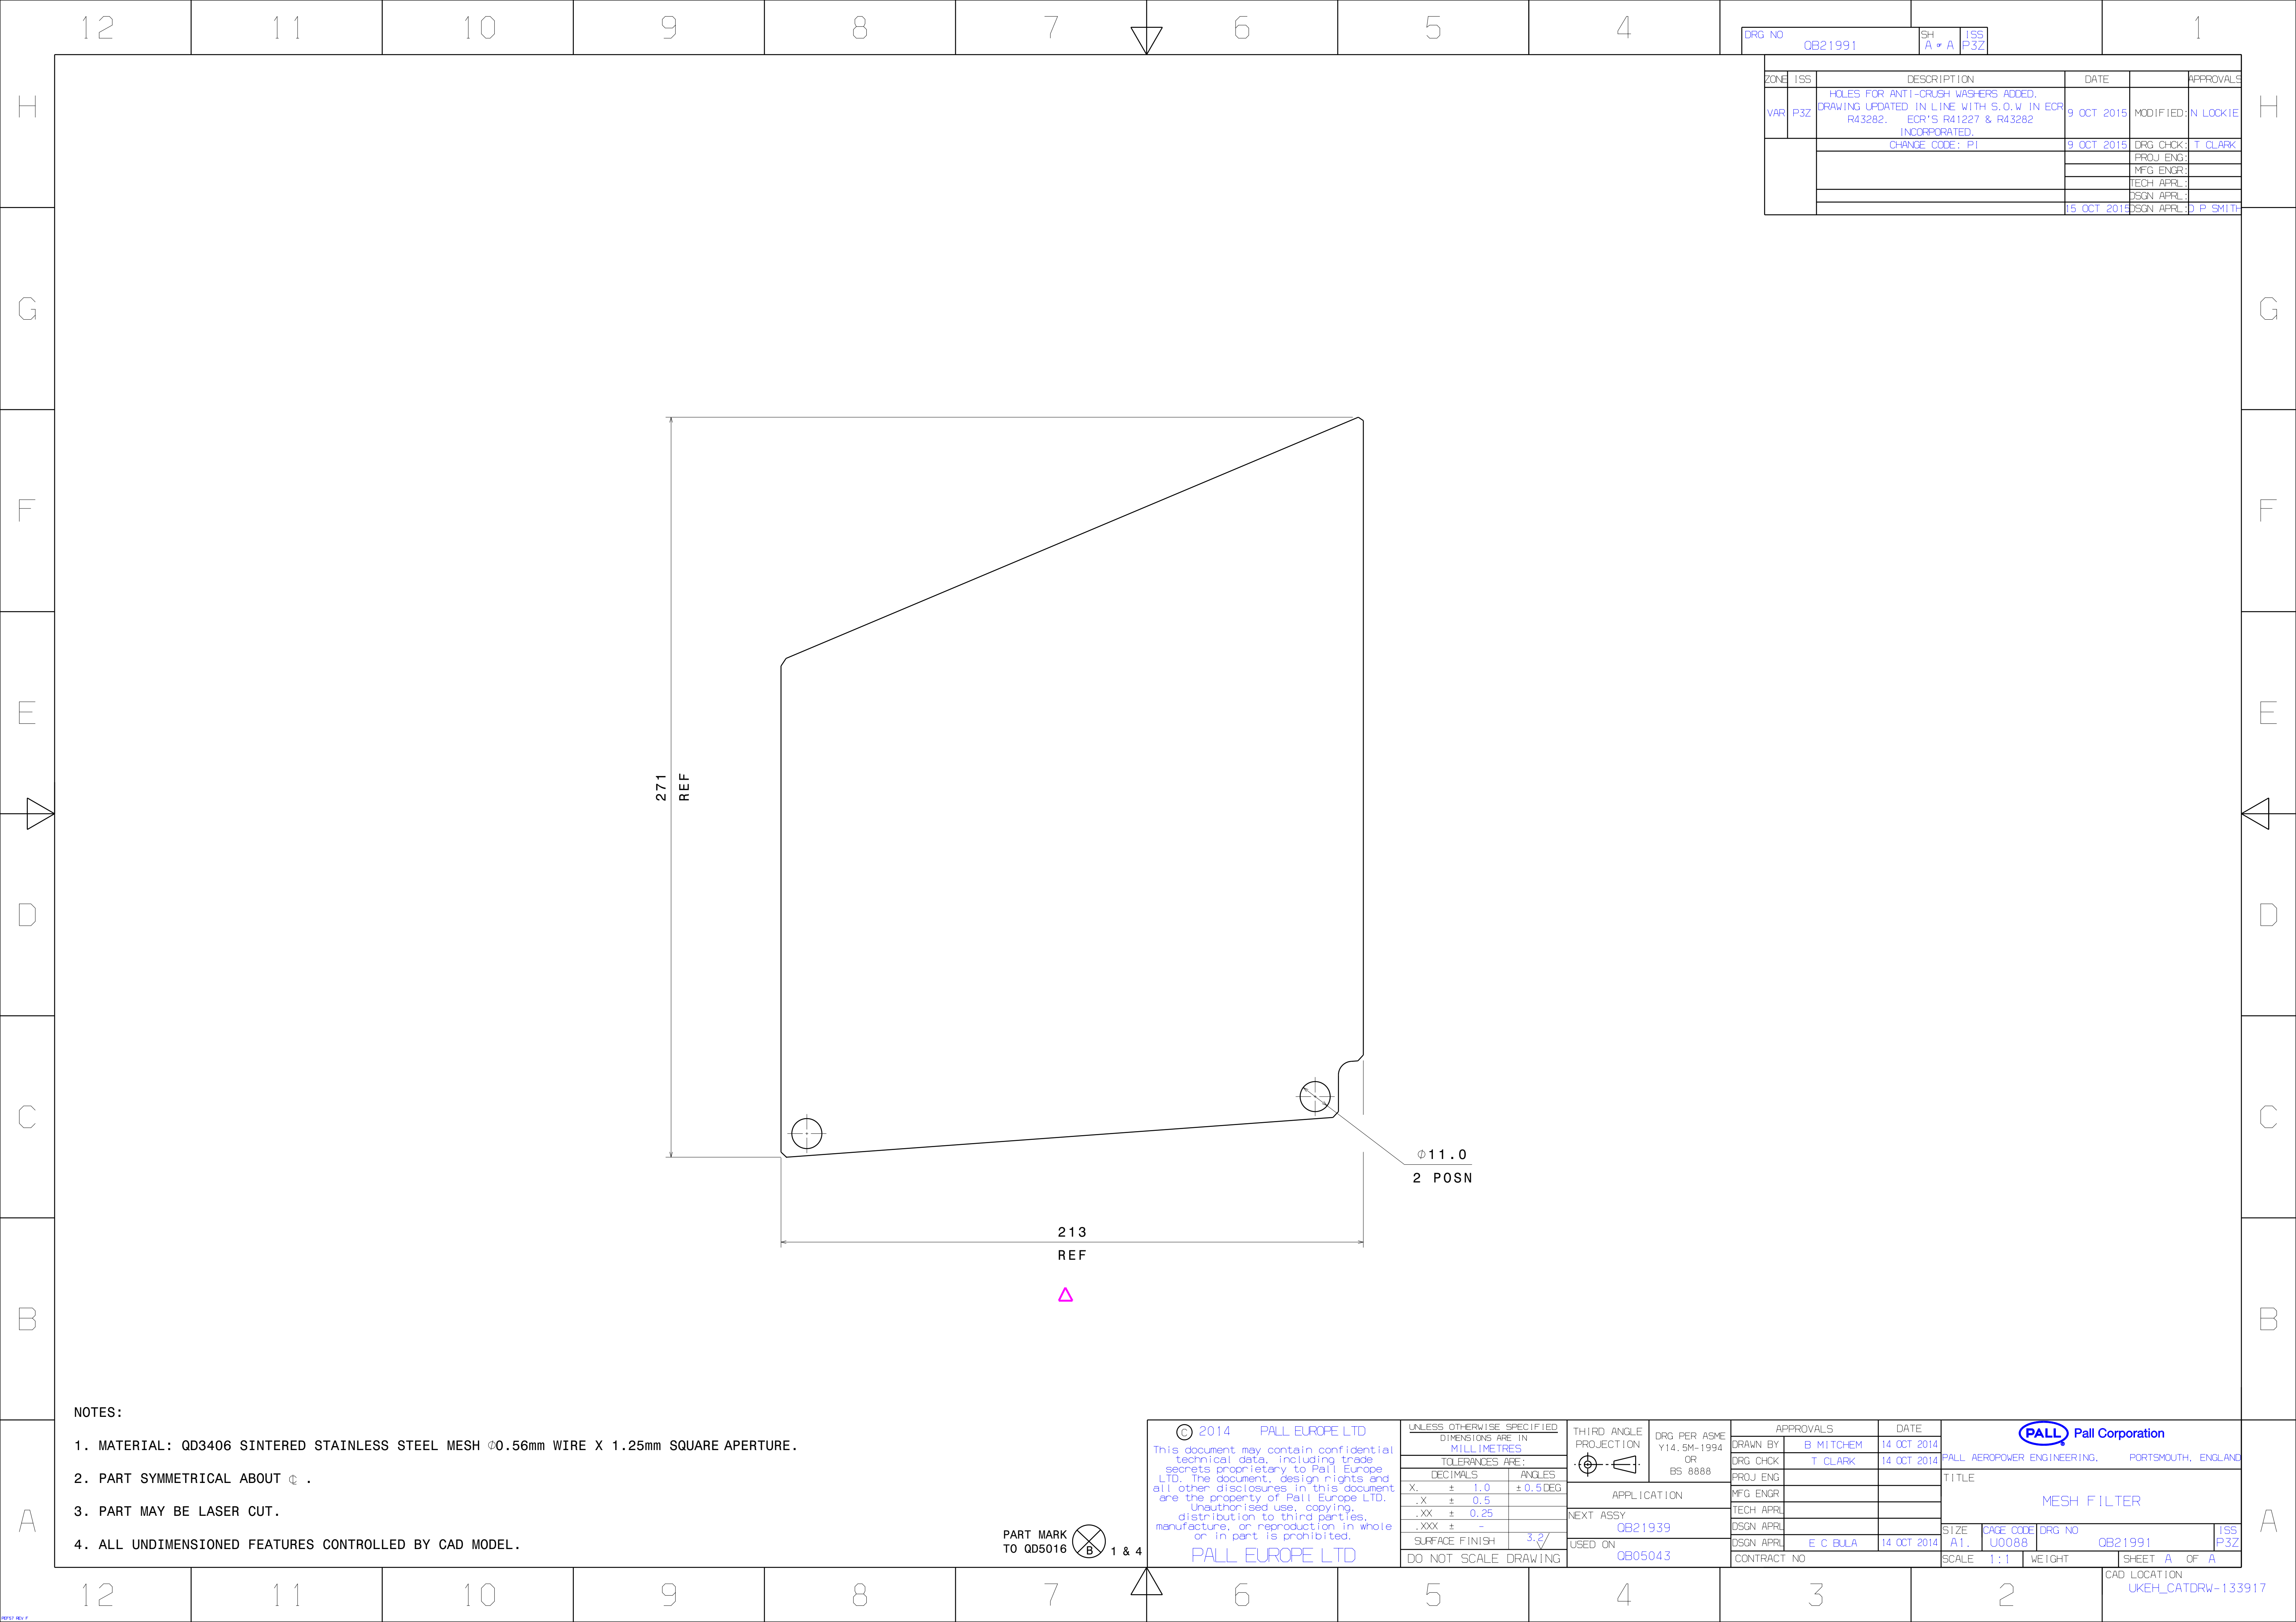 12 11 10 9 8 7 6 5 4 1
DRG NO QB21991
SH A OF A
ISS P3Z
ZONE ISS DESCRIPTION DATE APPROVALS
VAR P3Z
HOLES FOR ANTI-CRUSH WASHERS ADDED.
DRAWING UPDATED IN LINE WITH S.O.W IN ECR
R43282. ECR'S R41227 & R43282
INCORPORATED.
9 OCT 2015 MODIFIED: N LOCKIE
CHANGE CODE: PI 9 OCT 2015 DRG CHCK: T CLARK
PROJ ENG:
MFG ENGR:
TECH APRL:
DSGN APRL:
15 OCT 2015 DSGN APRL: D P SMITH
H H
G G
F F
E E
D D
C C
B B
A A
271
REF
∅11.0
2 POSN
213
REF
NOTES:
1. MATERIAL: QD3406 SINTERED STAINLESS STEEL MESH ∅0.56mm WIRE X 1.25mm SQUARE APERTURE.
2. PART SYMMETRICAL ABOUT ℄ .
3. PART MAY BE LASER CUT.
4. ALL UNDIMENSIONED FEATURES CONTROLLED BY CAD MODEL.
PART MARK
TO QD5016 B 1 & 4
© 2014 PALL EUROPE LTD
This document may contain confidential
technical data, including trade
secrets proprietary to Pall Europe
LTD. The document, design rights and
all other disclosures in this document
are the property of Pall Europe LTD.
Unauthorised use, copying,
distribution to third parties,
manufacture, or reproduction in whole
or in part is prohibited.
PALL EUROPE LTD
UNLESS OTHERWISE SPECIFIED
DIMENSIONS ARE IN
MILLIMETRES
TOLERANCES ARE:
DECIMALS ANGLES
X. ± 1.0 ± 0.5 DEG
.X ± 0.5
.XX ± 0.25
.XXX ± -
SURFACE FINISH 3.2
DO NOT SCALE DRAWING
THIRD ANGLE
PROJECTION
DRG PER ASME
Y14.5M-1994
OR
BS 8888
APPLICATION
NEXT ASSY
QB21939
USED ON
QB05043
APPROVALS DATE
DRAWN BY B MITCHEM 14 OCT 2014
DRG CHCK T CLARK 14 OCT 2014
PROJ ENG
MFG ENGR
TECH APRL
DSGN APRL
DSGN APRL E C BULA 14 OCT 2014
CONTRACT NO
PALL Pall Corporation
PALL AEROPOWER ENGINEERING, PORTSMOUTH, ENGLAND
TITLE
MESH FILTER
SIZE A1.
CAGE CODE U0088
DRG NO QB21991
ISS P3Z
SCALE 1:1 WEIGHT SHEET A OF A
CAD LOCATION
UKEH_CATDRW-133917
12 11 10 9 8 7 6 5 4 3 2